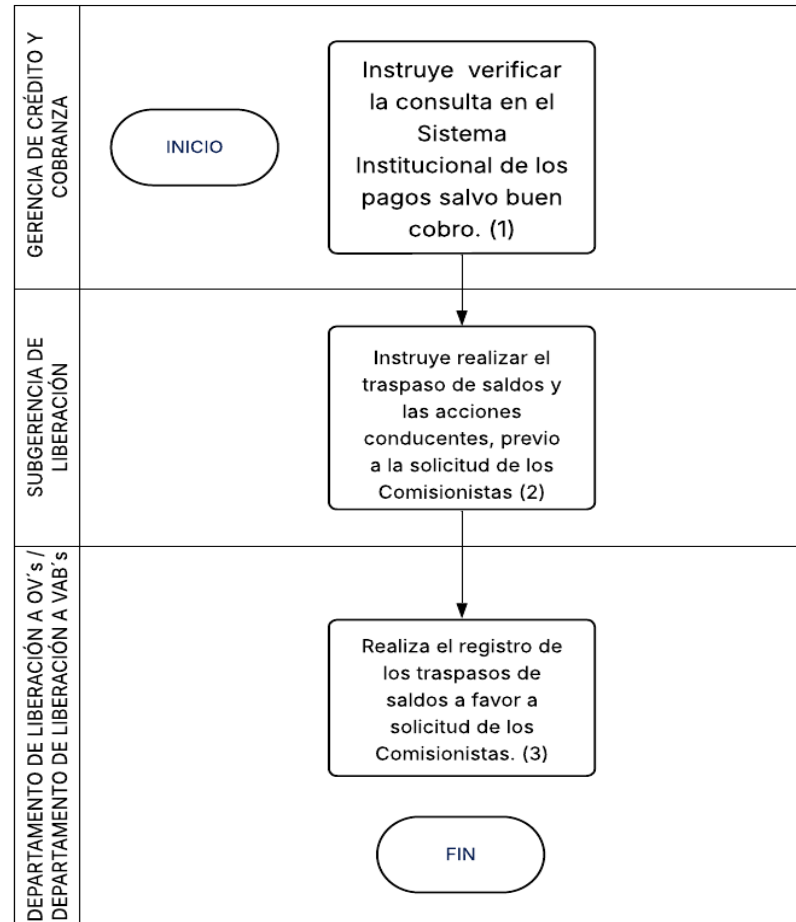 GERENCIA DE CRÉDITO Y
COBRANZA
INICIO
Instruye verificar
la consulta en el
Sistema
Institucional de los
pagos salvo buen
cobro. (1)
SUBGERENCIA DE
LIBERACIÓN
Instruye realizar el
traspaso de saldos y
las acciones
conducentes, previo
a la solicitud de los
Comisionistas (2)
DEPARTAMENTO DE LIBERACIÓN A OV´s /
DEPARTAMENTO DE LIBERACIÓN A VAB´s
Realiza el registro de
los traspasos de
saldos a favor a
solicitud de los
Comisionistas. (3)
FIN